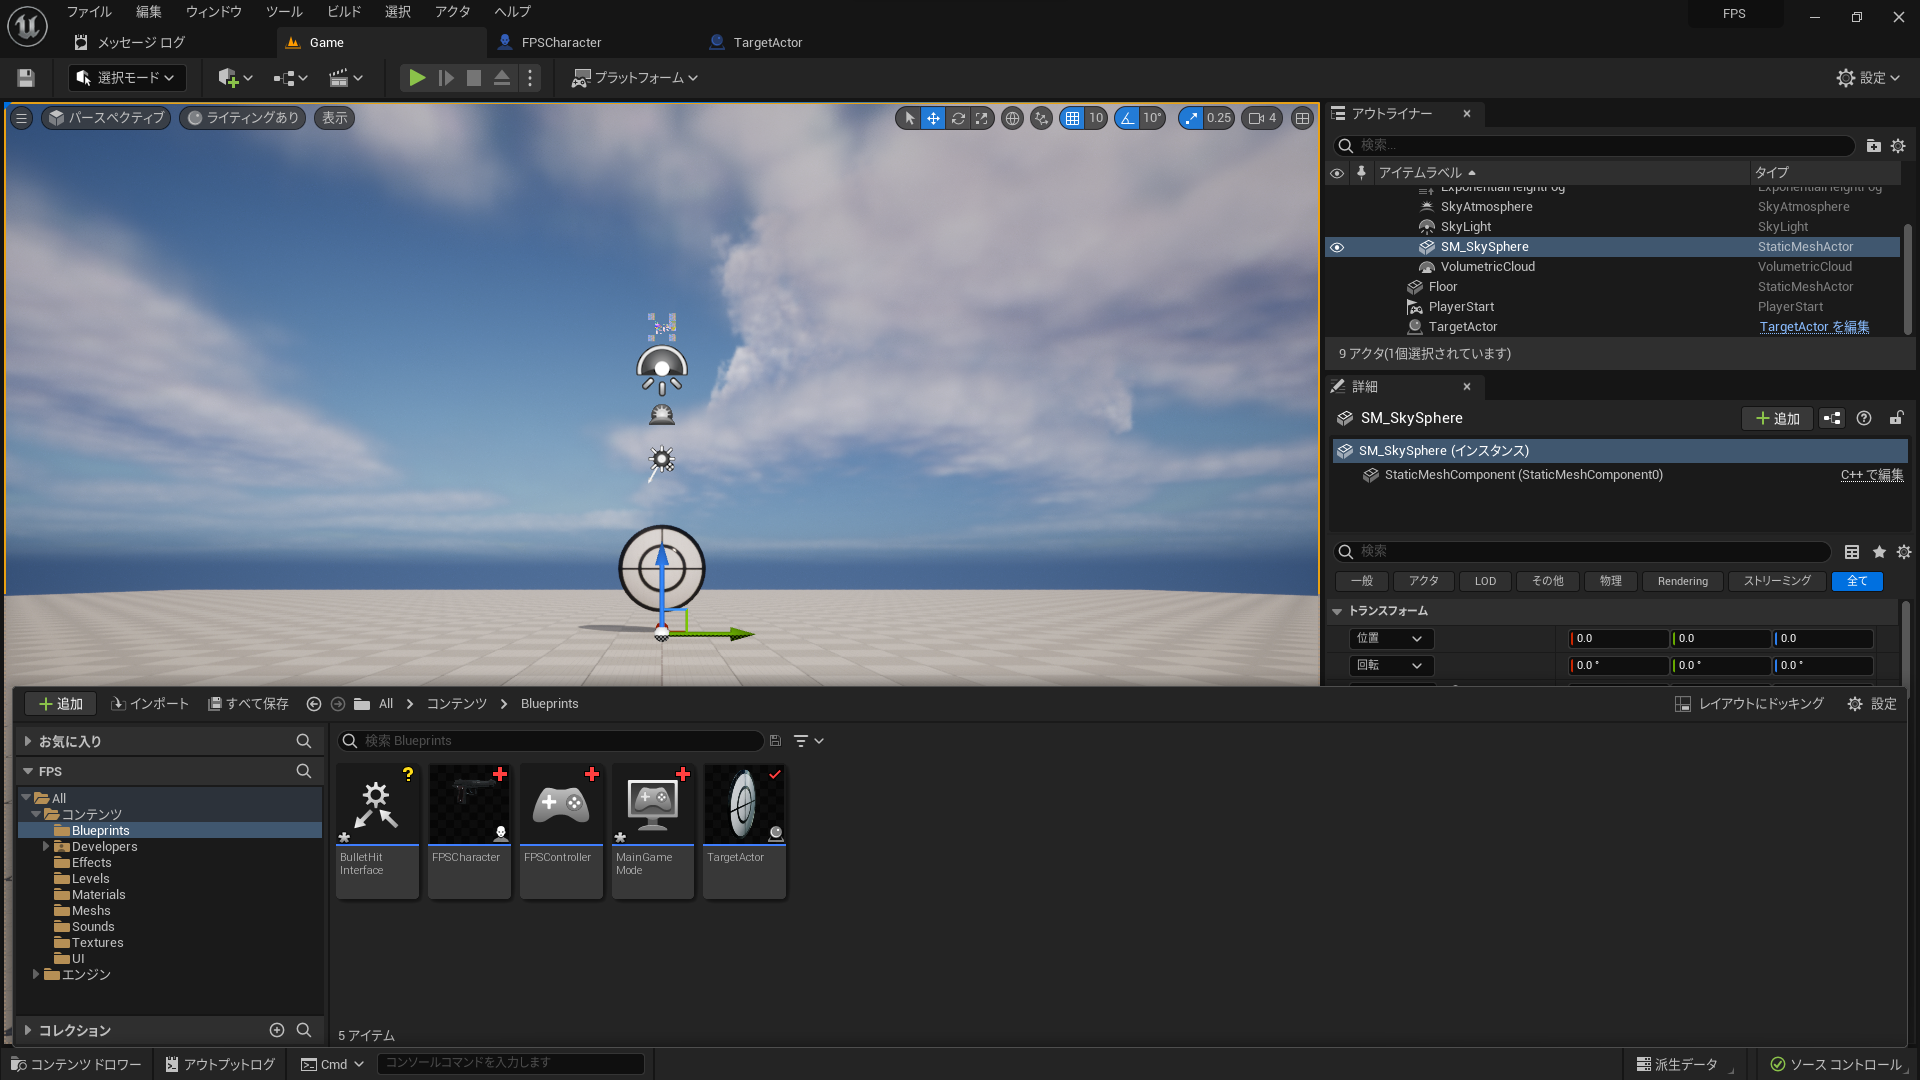 ファイル 編集 ウィンドウ ツール ビルド 選択 アクタ ヘルプ
FPS
メッセージ ログ
Game
FPSCharacter
TargetActor
選択モード
プラットフォーム
設定
パースペクティブ
ライティングあり
表示
10
10°
0.25
4
アウトライナー
検索...
アイテムラベル
タイプ
ExponentialHeightFog ExponentialHeightFog
SkyAtmosphere SkyAtmosphere
SkyLight SkyLight
SM_SkySphere StaticMeshActor
VolumetricCloud VolumetricCloud
Floor StaticMeshActor
PlayerStart PlayerStart
TargetActor TargetActor を編集
9 アクタ(1個選択されています)
詳細
SM_SkySphere
追加
SM_SkySphere (インスタンス)
StaticMeshComponent (StaticMeshComponent0)
C++ で編集
検索
一般 アクタ LOD その他 物理 Rendering ストリーミング 全て
トランスフォーム
位置 0.0 0.0 0.0
回転 0.0 ° 0.0 ° 0.0 °
追加
インポート
すべて保存
All
コンテンツ
Blueprints
レイアウトにドッキング
設定
お気に入り
検索 Blueprints
FPS
All
コンテンツ
Blueprints
Developers
Effects
Levels
Materials
Meshs
Sounds
Textures
UI
エンジン
BulletHit
Interface
FPSCharacter
FPSController
MainGame
Mode
TargetActor
コレクション
5 アイテム
コンテンツ ドロワー
アウトプットログ
Cmd
コンソールコマンドを入力します
派生データ
ソース コントロール